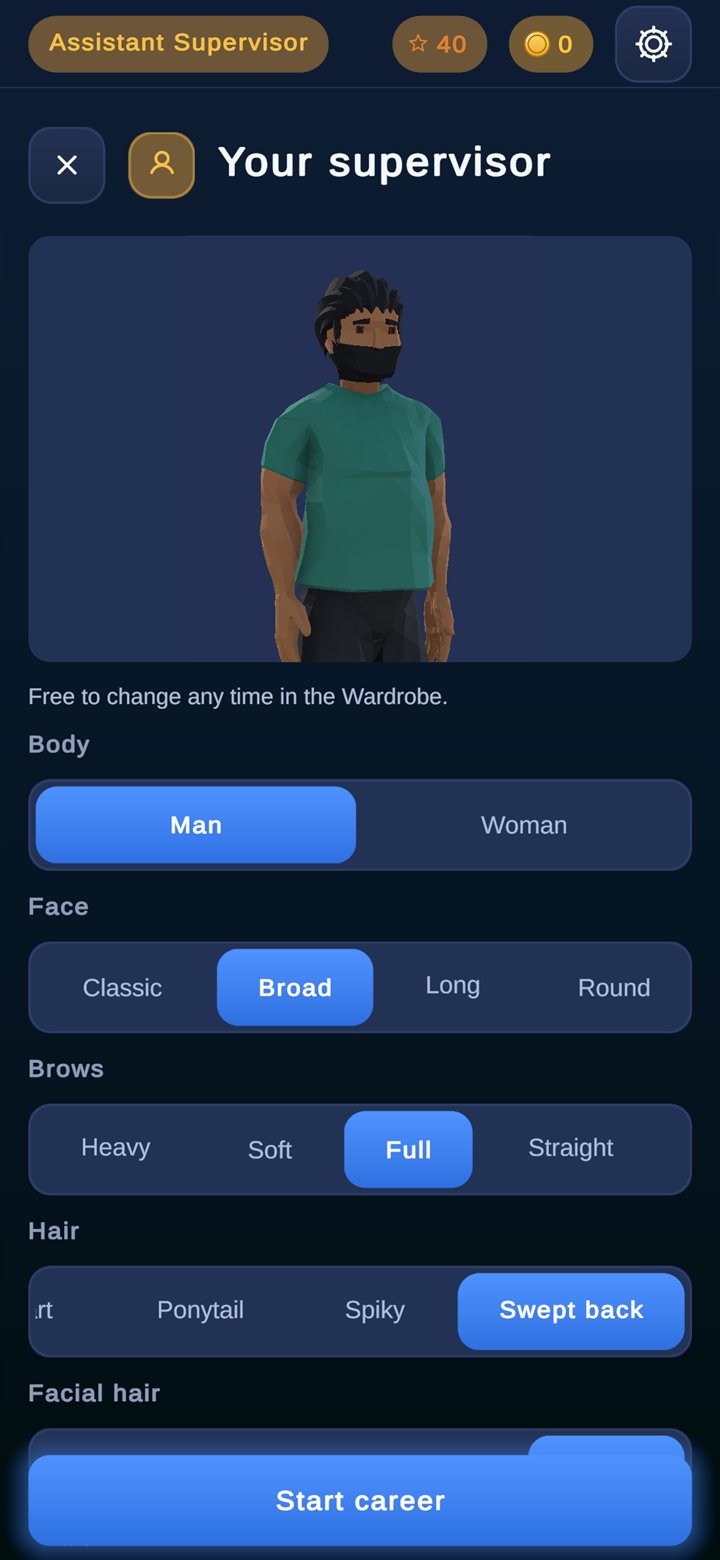 Assistant Supervisor
40
0
Your supervisor
Free to change any time in the Wardrobe.
Body
Man
Woman
Face
Classic
Broad
Long
Round
Brows
Heavy
Soft
Full
Straight
Hair
Ponytail
Spiky
Swept back
Facial hair
Start career